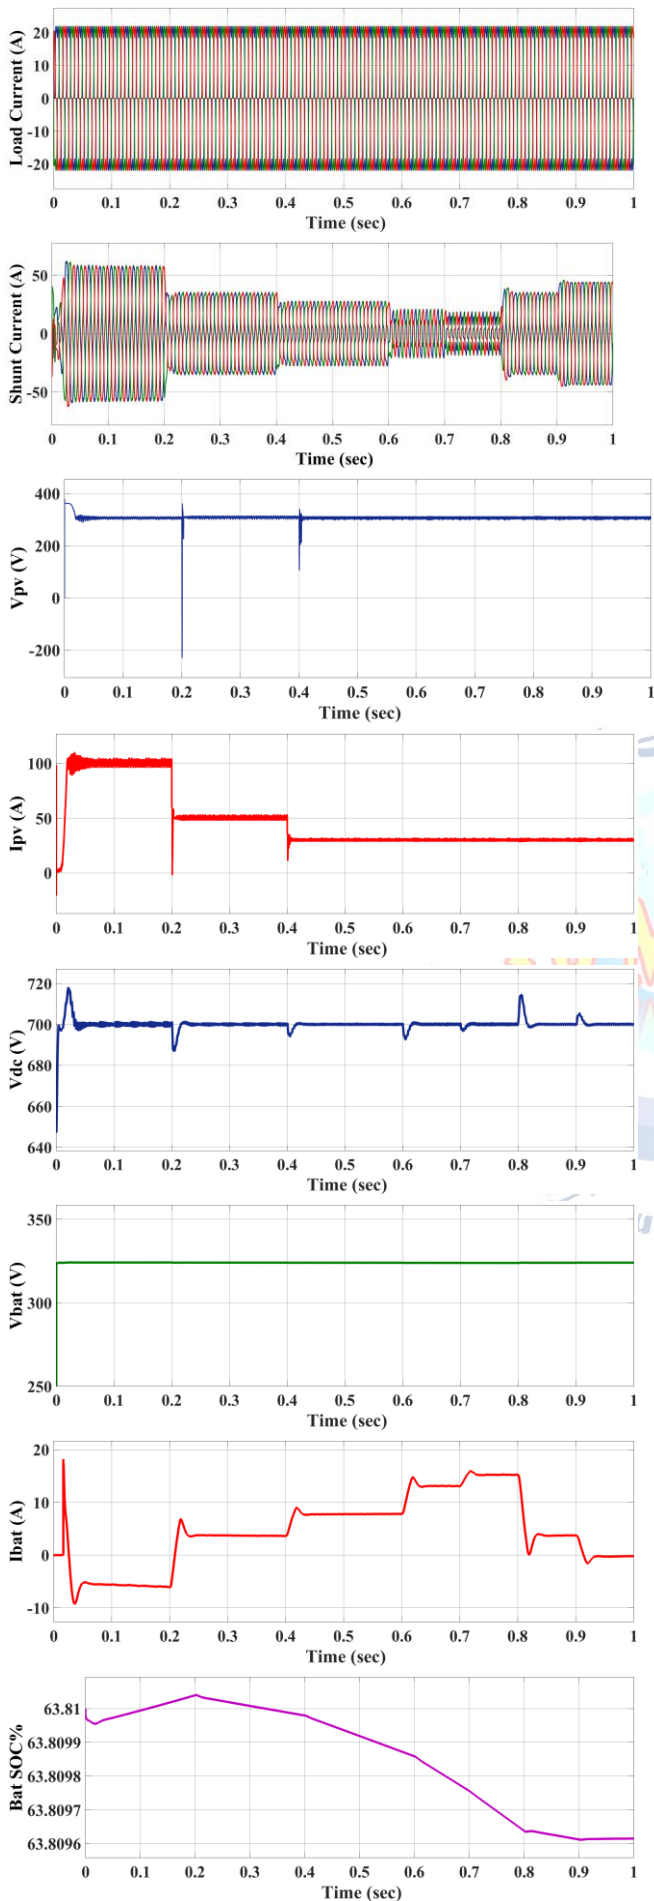 Load Current (A)
20
10
0
-10
-20
0 0.1 0.2 0.3 0.4 0.5 0.6 0.7 0.8 0.9 1
Time (sec)
Shunt Current (A)
50
0
-50
0 0.1 0.2 0.3 0.4 0.5 0.6 0.7 0.8 0.9 1
Time (sec)
Vpv (V)
400
200
0
-200
0 0.1 0.2 0.3 0.4 0.5 0.6 0.7 0.8 0.9 1
Time (sec)
Ipv (A)
100
50
0
0 0.1 0.2 0.3 0.4 0.5 0.6 0.7 0.8 0.9 1
Time (sec)
Vdc (V)
720
700
680
660
640
0 0.1 0.2 0.3 0.4 0.5 0.6 0.7 0.8 0.9 1
Time (sec)
Vbat (V)
350
300
250
0 0.1 0.2 0.3 0.4 0.5 0.6 0.7 0.8 0.9 1
Time (sec)
Ibat (A)
20
10
0
-10
0 0.1 0.2 0.3 0.4 0.5 0.6 0.7 0.8 0.9 1
Time (sec)
Bat SOC%
63.81
63.8099
63.8098
63.8097
63.8096
0 0.1 0.2 0.3 0.4 0.5 0.6 0.7 0.8 0.9 1
Time (sec)